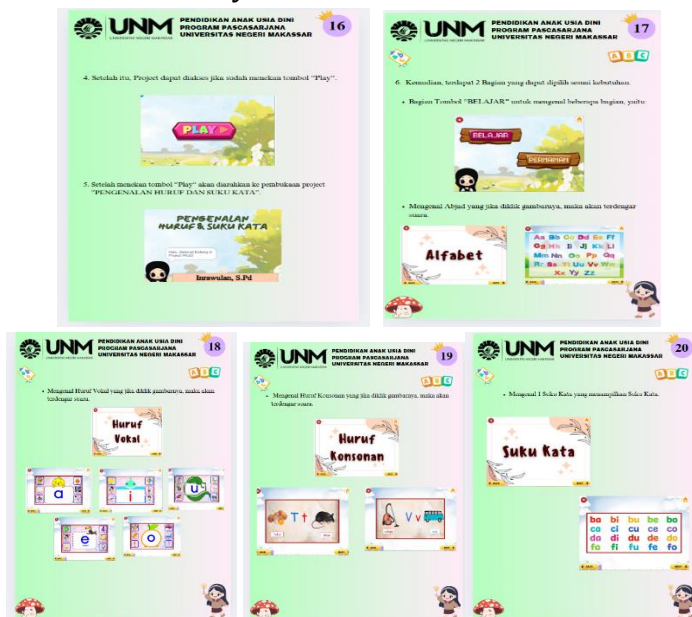 UNM
PENDIDIKAN ANAK USIA DINI
PROGRAM PASCASARJANA
UNIVERSITAS NEGERI MAKASSAR
16
4. Setelah itu, Project dapat diakses jika sudah menekan tombol "Play".
PLAY
5. Setelah menekan tombol "Play" akan diarahkan ke pembukaan project
"PENGENALAN HURUF DAN SUKU KATA".
PENGENALAN
HURUF & SUKU KATA
Inrawulan, S.Pd
UNM
PENDIDIKAN ANAK USIA DINI
PROGRAM PASCASARJANA
UNIVERSITAS NEGERI MAKASSAR
17
A B C
6. Kemudian, terdapat 2 Bagian yang dapat dipilih sesuai kebutuhan.
• Bagian Tombol "BELAJAR" untuk mengenal beberapa bagian, yaitu
BELAJAR
PERMAINAN
• Mengenal Abjad yang jika diklik gambarnya, maka akan terdengar
suara.
Alfabet
Aa Bb Cc Dd Ee Ff
Gg Hh Ii Jj Kk Ll
Mm Nn Oo Pp Qq
Rr Ss Tt Uu Vv Ww
Xx Yy Zz
UNM
PENDIDIKAN ANAK USIA DINI
PROGRAM PASCASARJANA
UNIVERSITAS NEGERI MAKASSAR
18
A B C
• Mengenal Huruf Vokal yang jika diklik gambarnya, maka akan
terdengar suara.
Huruf
Vokal
a
i
u
e
o
UNM
PENDIDIKAN ANAK USIA DINI
PROGRAM PASCASARJANA
UNIVERSITAS NEGERI MAKASSAR
19
A B C
• Mengenal Huruf Konsonan yang jika diklik gambarnya, maka akan
terdengar suara.
Huruf
Konsonan
T t
V v
UNM
PENDIDIKAN ANAK USIA DINI
PROGRAM PASCASARJANA
UNIVERSITAS NEGERI MAKASSAR
20
A B C
• Mengenal 1 Suku Kata yang menampilkan Suku Kata.
Suku Kata
ba bi bu be bo
ca ci cu ce co
da di du de do
fa fi fu fe fo